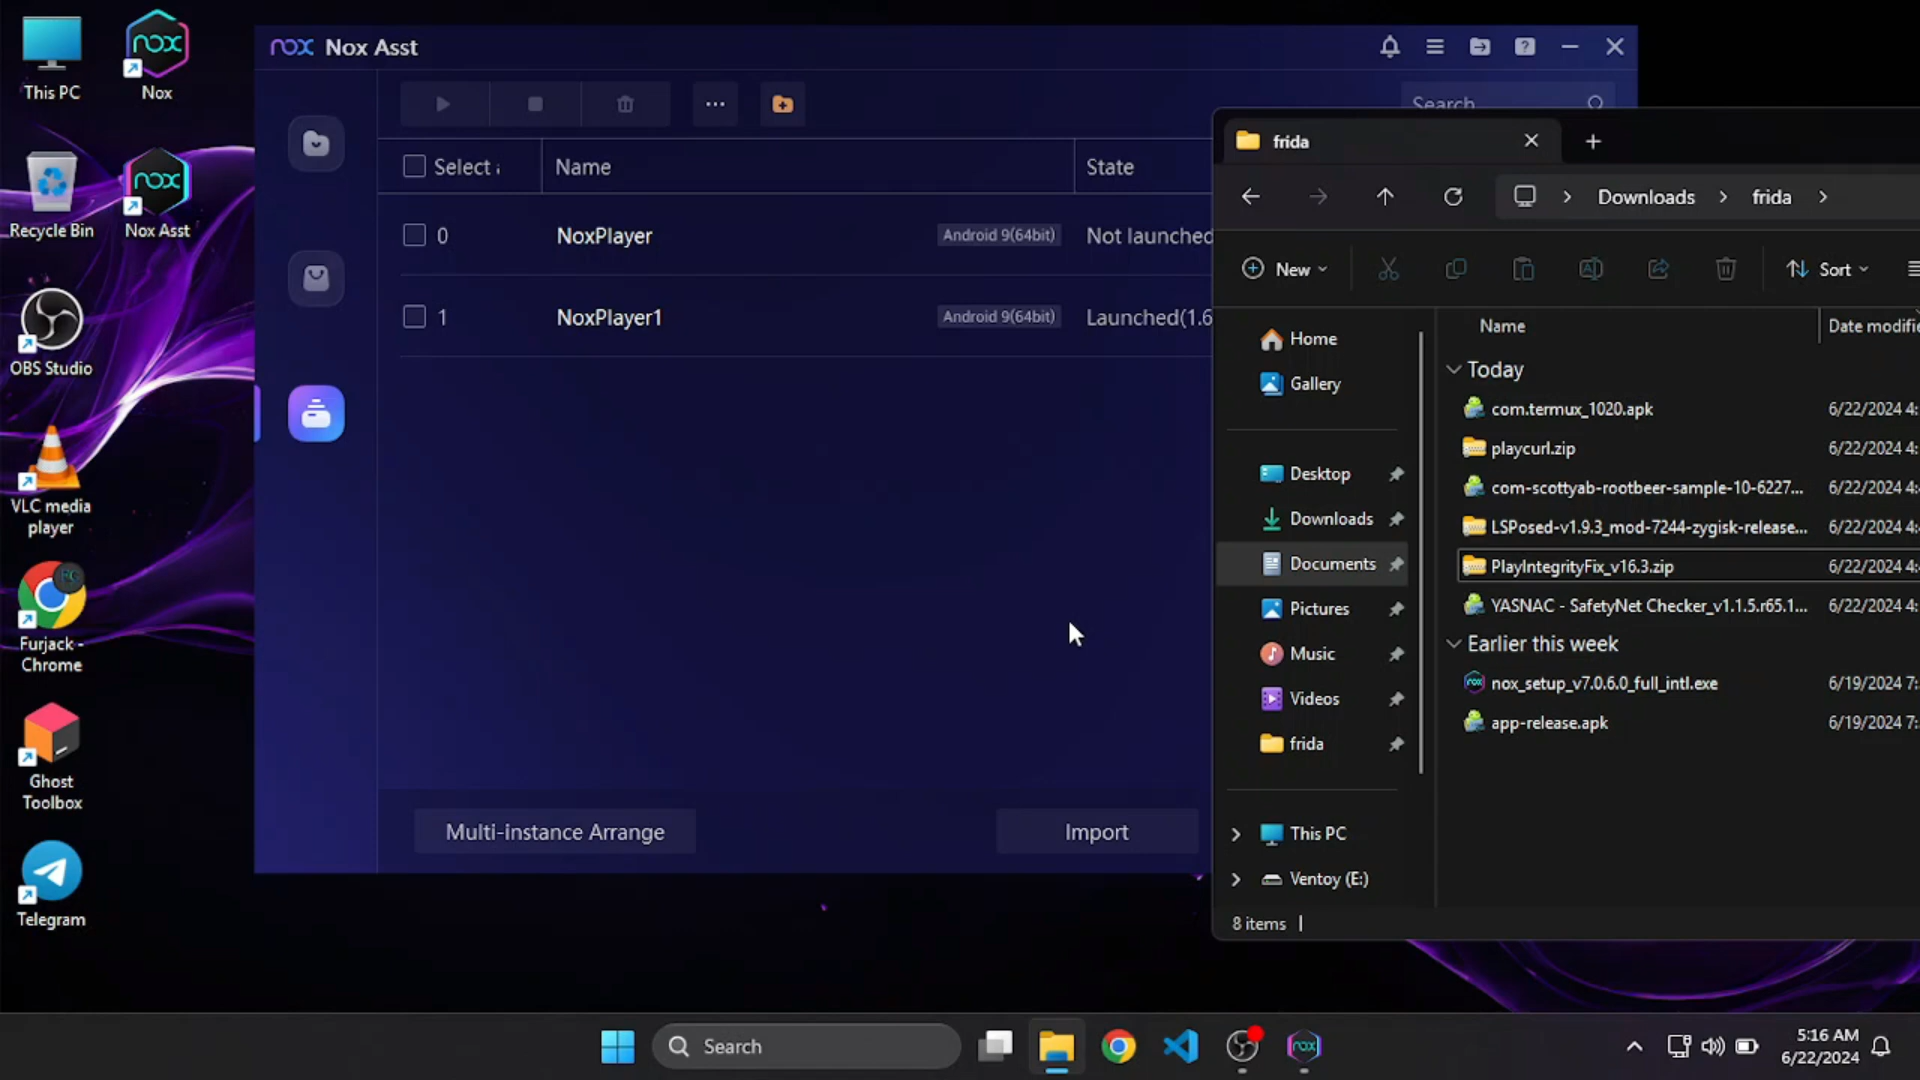 This PC
Nox
Recycle Bin
Nox Asst
OBS Studio
VLC media
player
Furjack -
Chrome
Ghost
Toolbox
Telegram
nox Nox Asst
Search
Select
Name
State
0
NoxPlayer
Android 9(64bit)
Not launched
1
NoxPlayer1
Android 9(64bit)
Launched(1.6
Multi-instance Arrange
Import
frida
Downloads
frida
New
Sort
Home
Gallery
Desktop
Downloads
Documents
Pictures
Music
Videos
frida
This PC
Ventoy (E:)
Name
Date modifie
Today
com.termux_1020.apk
6/22/2024 4:
playcurl.zip
6/22/2024 4:
com-scottyab-rootbeer-sample-10-6227...
6/22/2024 4:
LSPosed-v1.9.3_mod-7244-zygisk-release...
6/22/2024 4:
PlayIntegrityFix_v16.3.zip
6/22/2024 4:
YASNAC - SafetyNet Checker_v1.1.5.r65.1...
6/22/2024 4:
Earlier this week
nox_setup_v7.0.6.0_full_intl.exe
6/19/2024 7:
app-release.apk
6/19/2024 7:
8 items
Search
5:16 AM
6/22/2024